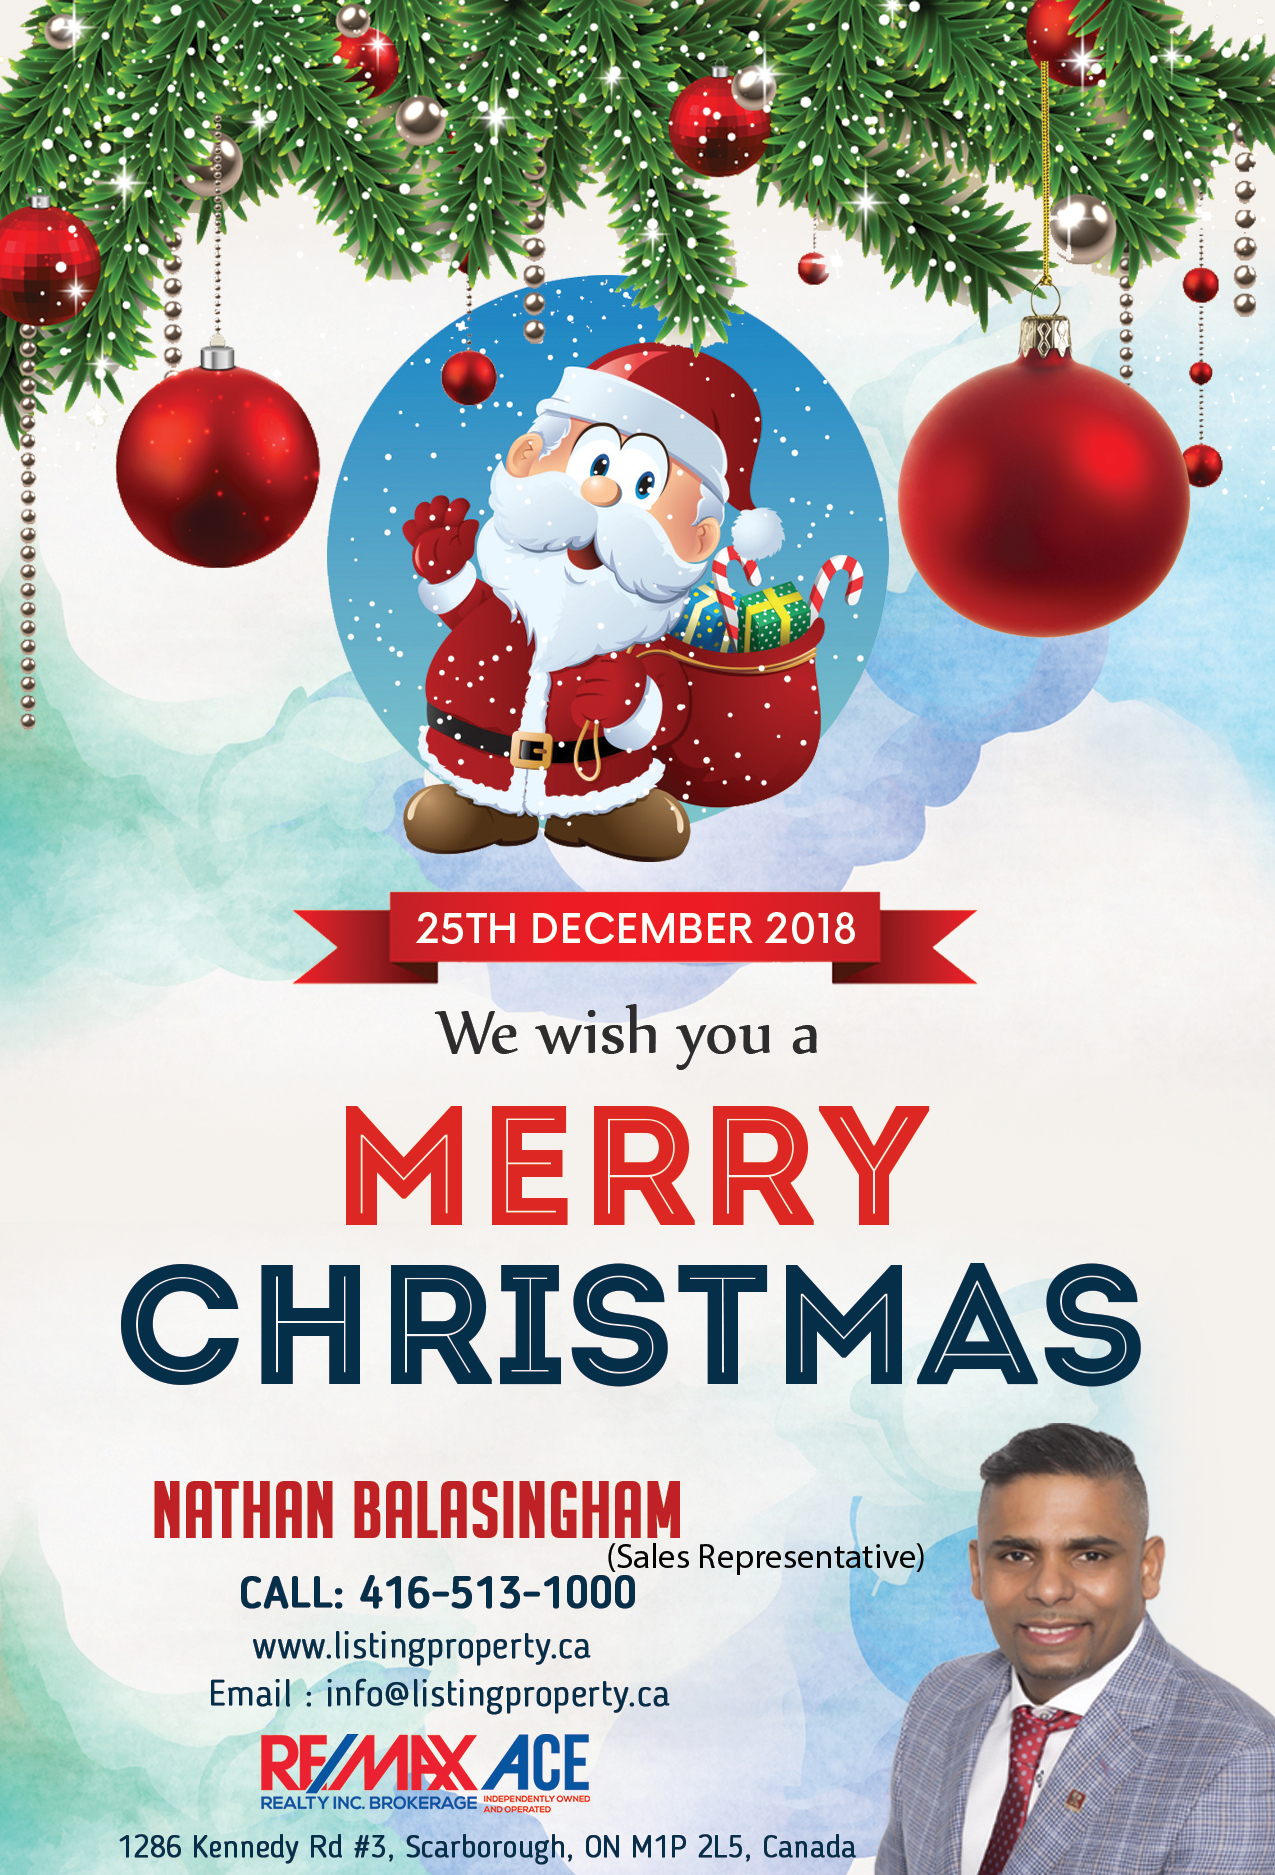 25TH DECEMBER 2018
We wish you a
MERRY
CHRISTMAS
NATHAN BALASINGHAM
(Sales Representative)
CALL: 416-513-1000
www.listingproperty.ca
Email : info@listingproperty.ca
RE/MAX ACE
REALTY INC. BROKERAGE INDEPENDENTLY OWNED
AND OPERATED
1286 Kennedy Rd #3, Scarborough, ON M1P 2L5, Canada